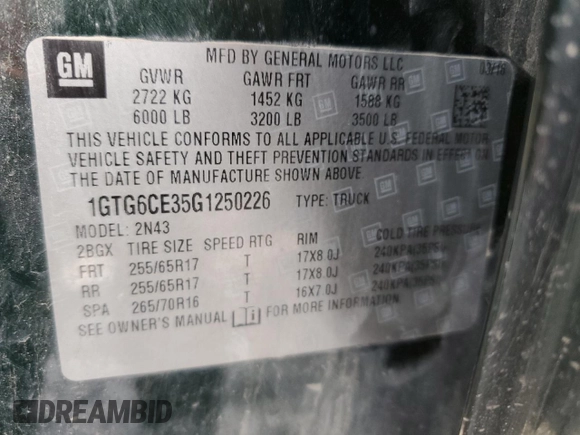 GM
MFD BY GENERAL MOTORS LLC
GVWR GAWR FRT GAWR RR
2722 KG 1452 KG 1588 KG
6000 LB 3200 LB 3500 LB
THIS VEHICLE CONFORMS TO ALL APPLICABLE U.S. FEDERAL MOTOR
VEHICLE SAFETY AND THEFT PREVENTION STANDARDS IN EFFECT ON
THE DATE OF MANUFACTURE SHOWN ABOVE
1GTG6CE35G1250226 TYPE: TRUCK
MODEL: 2N43
2BGX TIRE SIZE SPEED RTG RIM COLD TIRE PRESSURE
FRT 255/65R17 T 17X8.0J 240KPA
RR 255/65R17 T 17X8.0J 240KPA
SPA 265/70R16 T 16X7.0J 240KPA
SEE OWNER'S MANUAL FOR MORE INFORMATION
DREAMBID